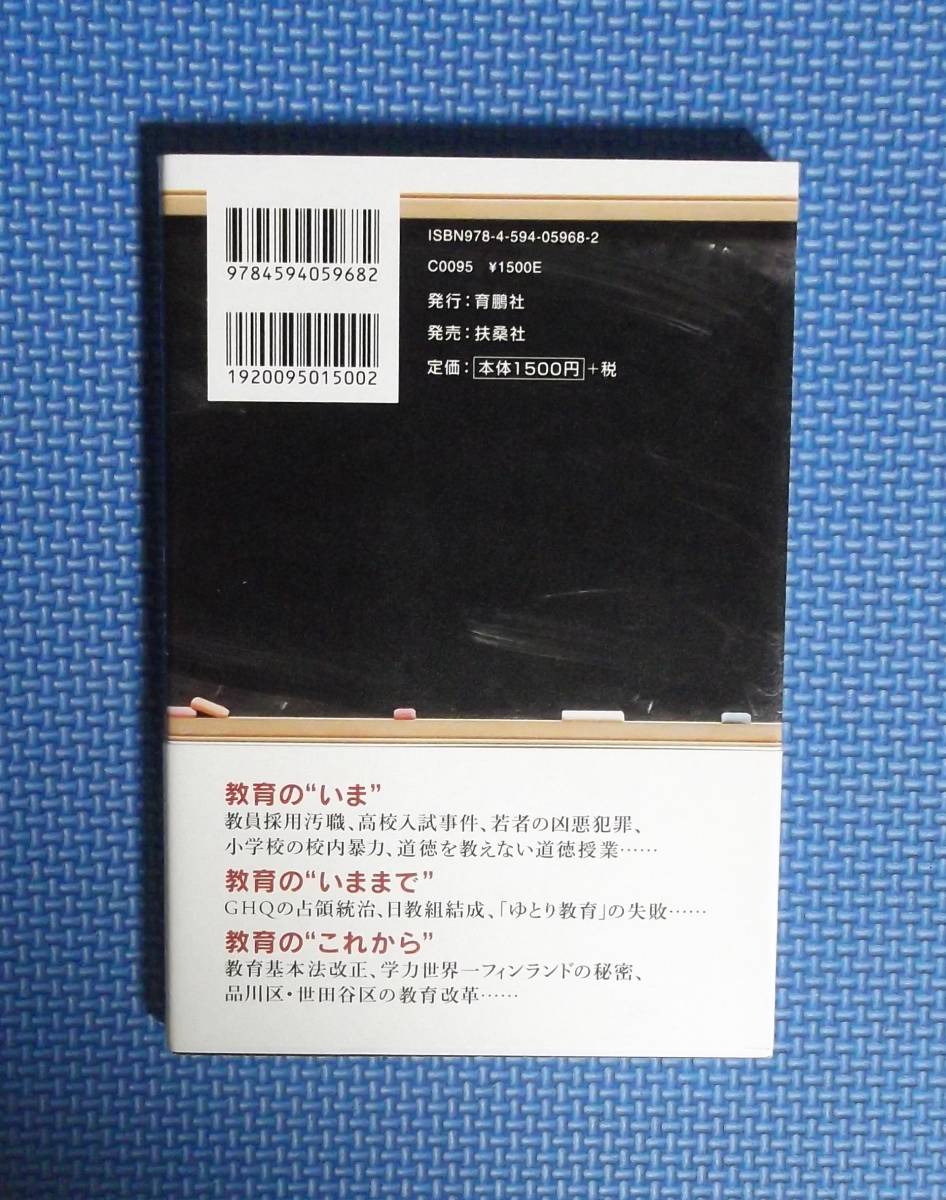 9784594059682
1920095015002
ISBN978-4-594-05968-2
C0095 ¥1500E
発行：育鵬社
発売：扶桑社
定価：本体1500円+税
教育の“いま”
教員採用汚職、高校入試事件、若者の凶悪犯罪、
小学校の校内暴力、道徳を教えない道徳授業……
教育の“いままで”
GHQの占領統治、日教組結成、「ゆとり教育」の失敗……
教育の“これから”
教育基本法改正、学力世界一フィンランドの秘密、
品川区・世田谷区の教育改革……